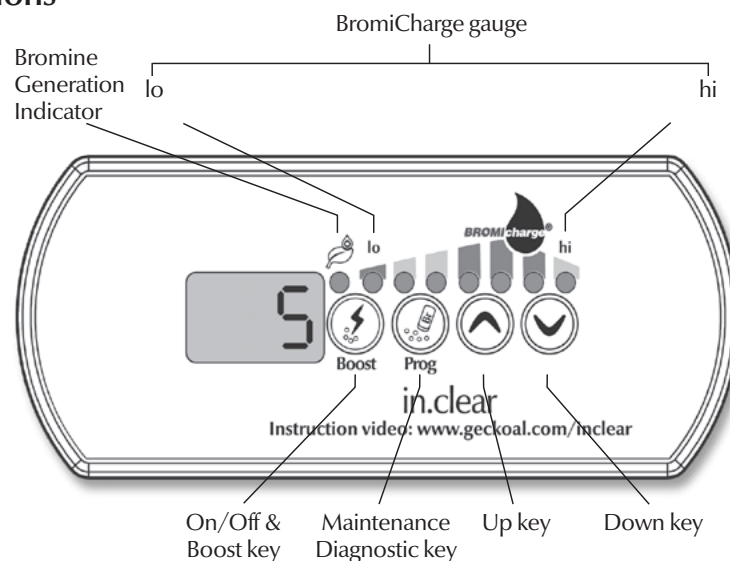 BromiCharge gauge
Bromine
Generation
Indicator
lo
hi
lo
BROMIcharge®
hi
5
Br
Boost
Prog
in.clear
Instruction video: www.geckoal.com/inclear
On/Off &
Boost key
Maintenance
Diagnostic key
Up key
Down key